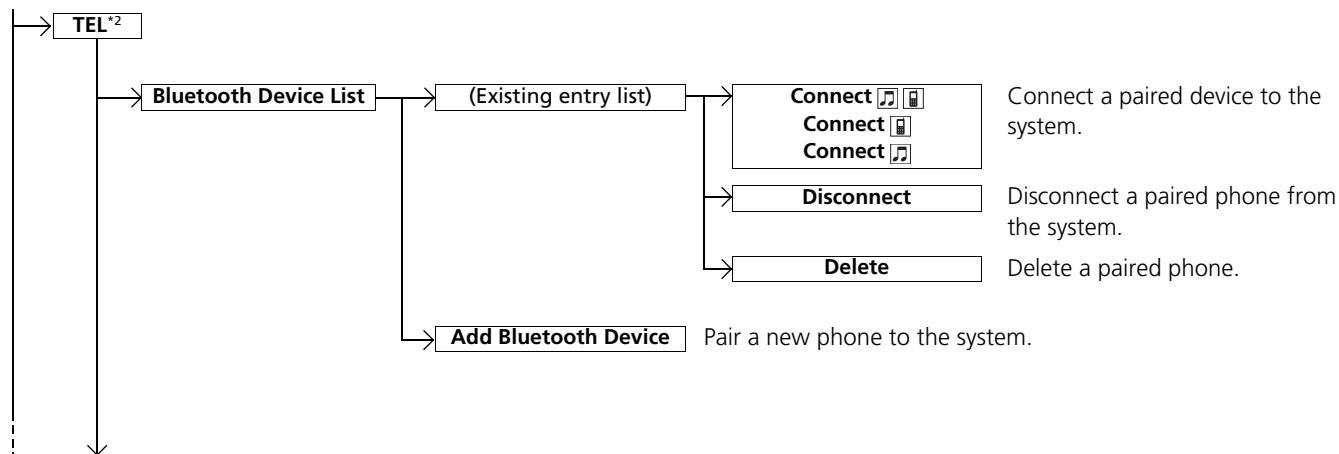 TEL*2
Bluetooth Device List
(Existing entry list)
Connect
Connect
Connect
Connect a paired device to the
system.
Disconnect
Disconnect a paired phone from
the system.
Delete
Delete a paired phone.
Add Bluetooth Device
Pair a new phone to the system.